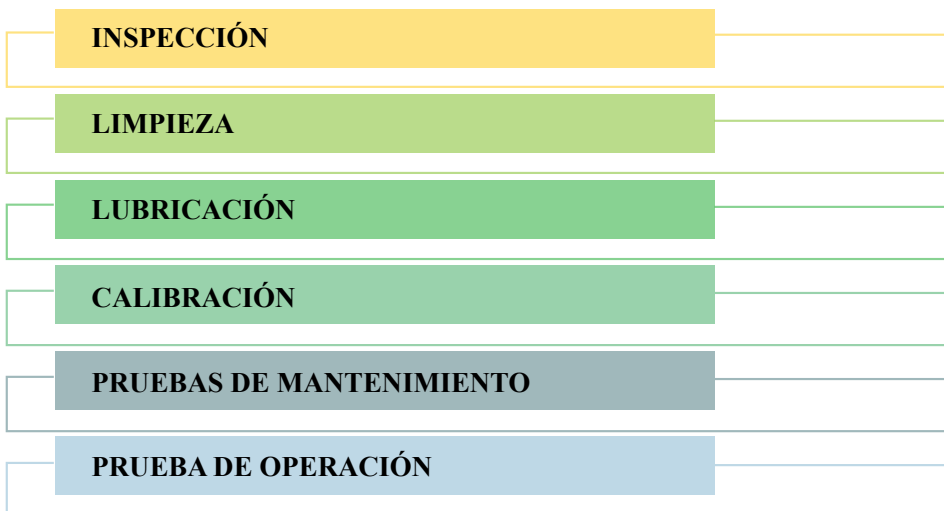 INSPECCIÓN
LIMPIEZA
LUBRICACIÓN
CALIBRACIÓN
PRUEBAS DE MANTENIMIENTO
PRUEBA DE OPERACIÓN